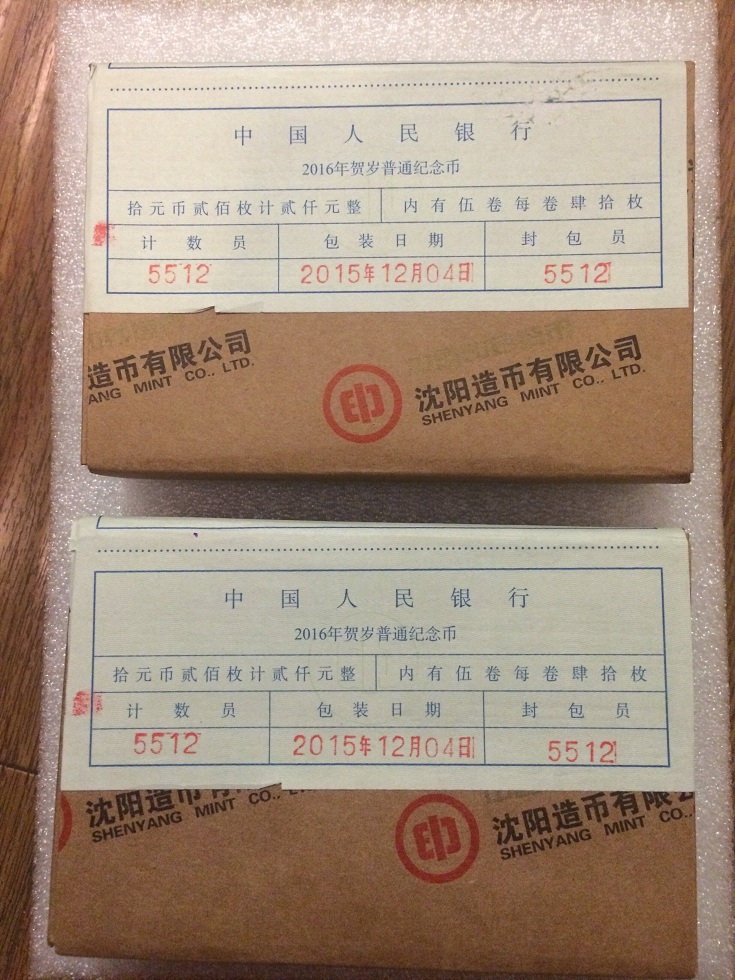 中国人民银行
2016年贺岁普通纪念币
拾元币贰佰枚计贰仟元整 内有伍卷每卷肆拾枚
计数员 包装日期 封包员
5512 2015年12月04日 5512
造币有限公司 沈阳造币有限公司
ANG MINT CO., LTD. SHENYANG MINT CO., LTD.
中国人民银行
2016年贺岁普通纪念币
拾元币贰佰枚计贰仟元整 内有伍卷每卷肆拾枚
计数员 包装日期 封包员
5512 2015年12月04日 5512
沈阳造币有 沈阳造币有限公
SHENYANG MINT CO., SHENYANG MINT CO..